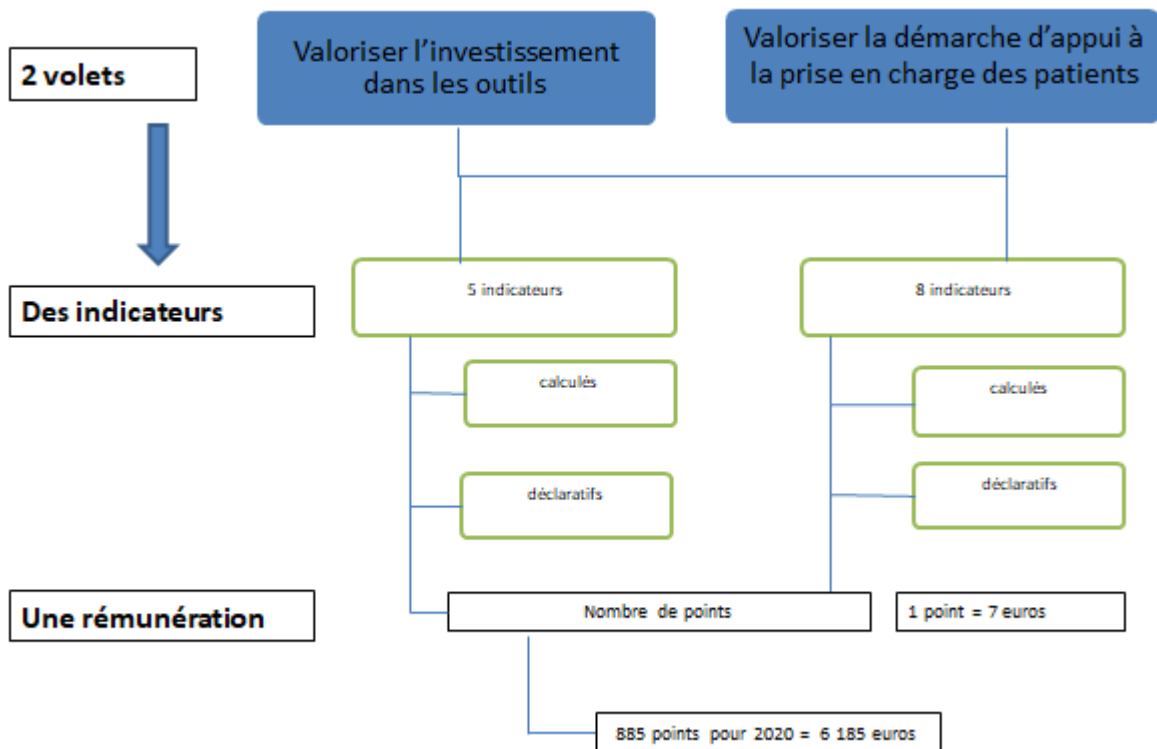 2 volets
Valoriser l'investissement
dans les outils
Valoriser la démarche d'appui à
la prise en charge des patients
Des indicateurs
5 indicateurs
8 indicateurs
calculés
calculés
déclaratifs
déclaratifs
Une rémunération
Nombre de points
1 point = 7 euros
885 points pour 2020 = 6 185 euros